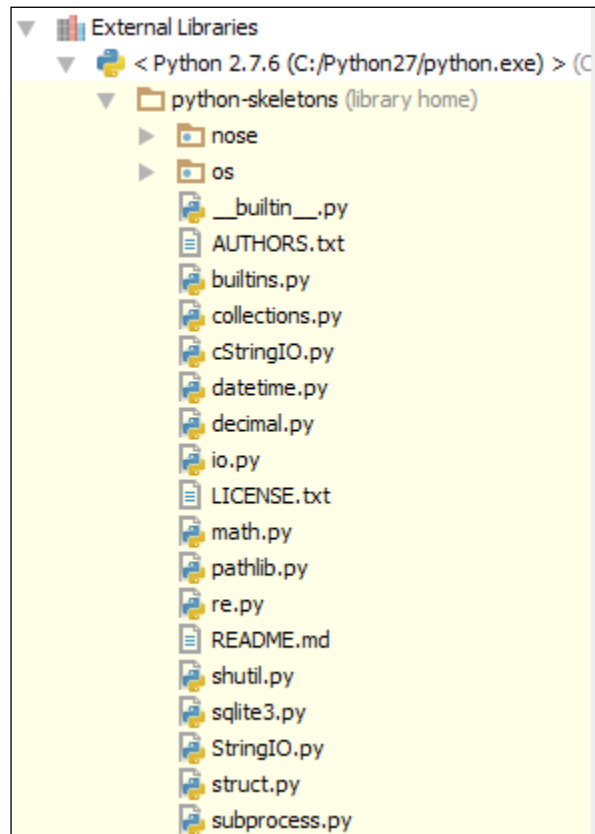 External Libraries
< Python 2.7.6 (C:/Python27/python.exe) > (C
python-skeletons (library home)
nose
os
__builtin__.py
AUTHORS.txt
builtins.py
collections.py
cStringIO.py
datetime.py
decimal.py
io.py
LICENSE.txt
math.py
pathlib.py
re.py
README.md
shutil.py
sqlite3.py
StringIO.py
struct.py
subprocess.py